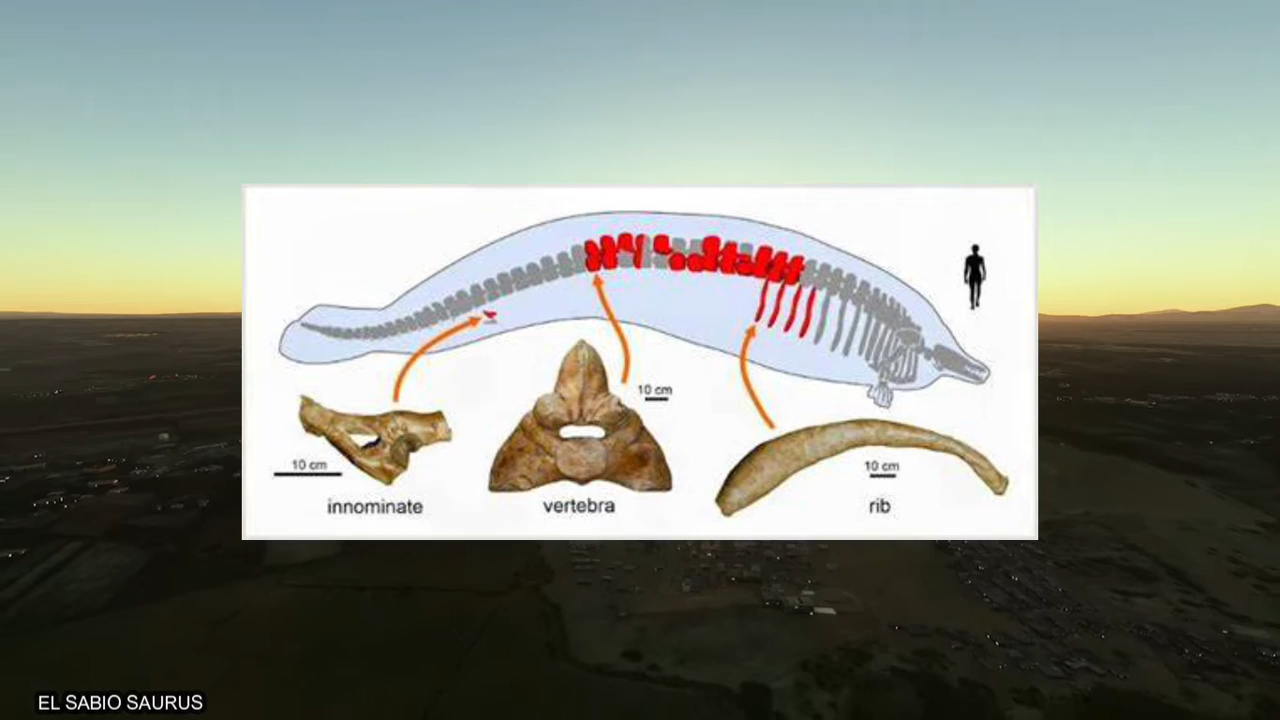 10 cm
10 cm
10 cm
innominate
vertebra
rib
EL SABIO SAURUS